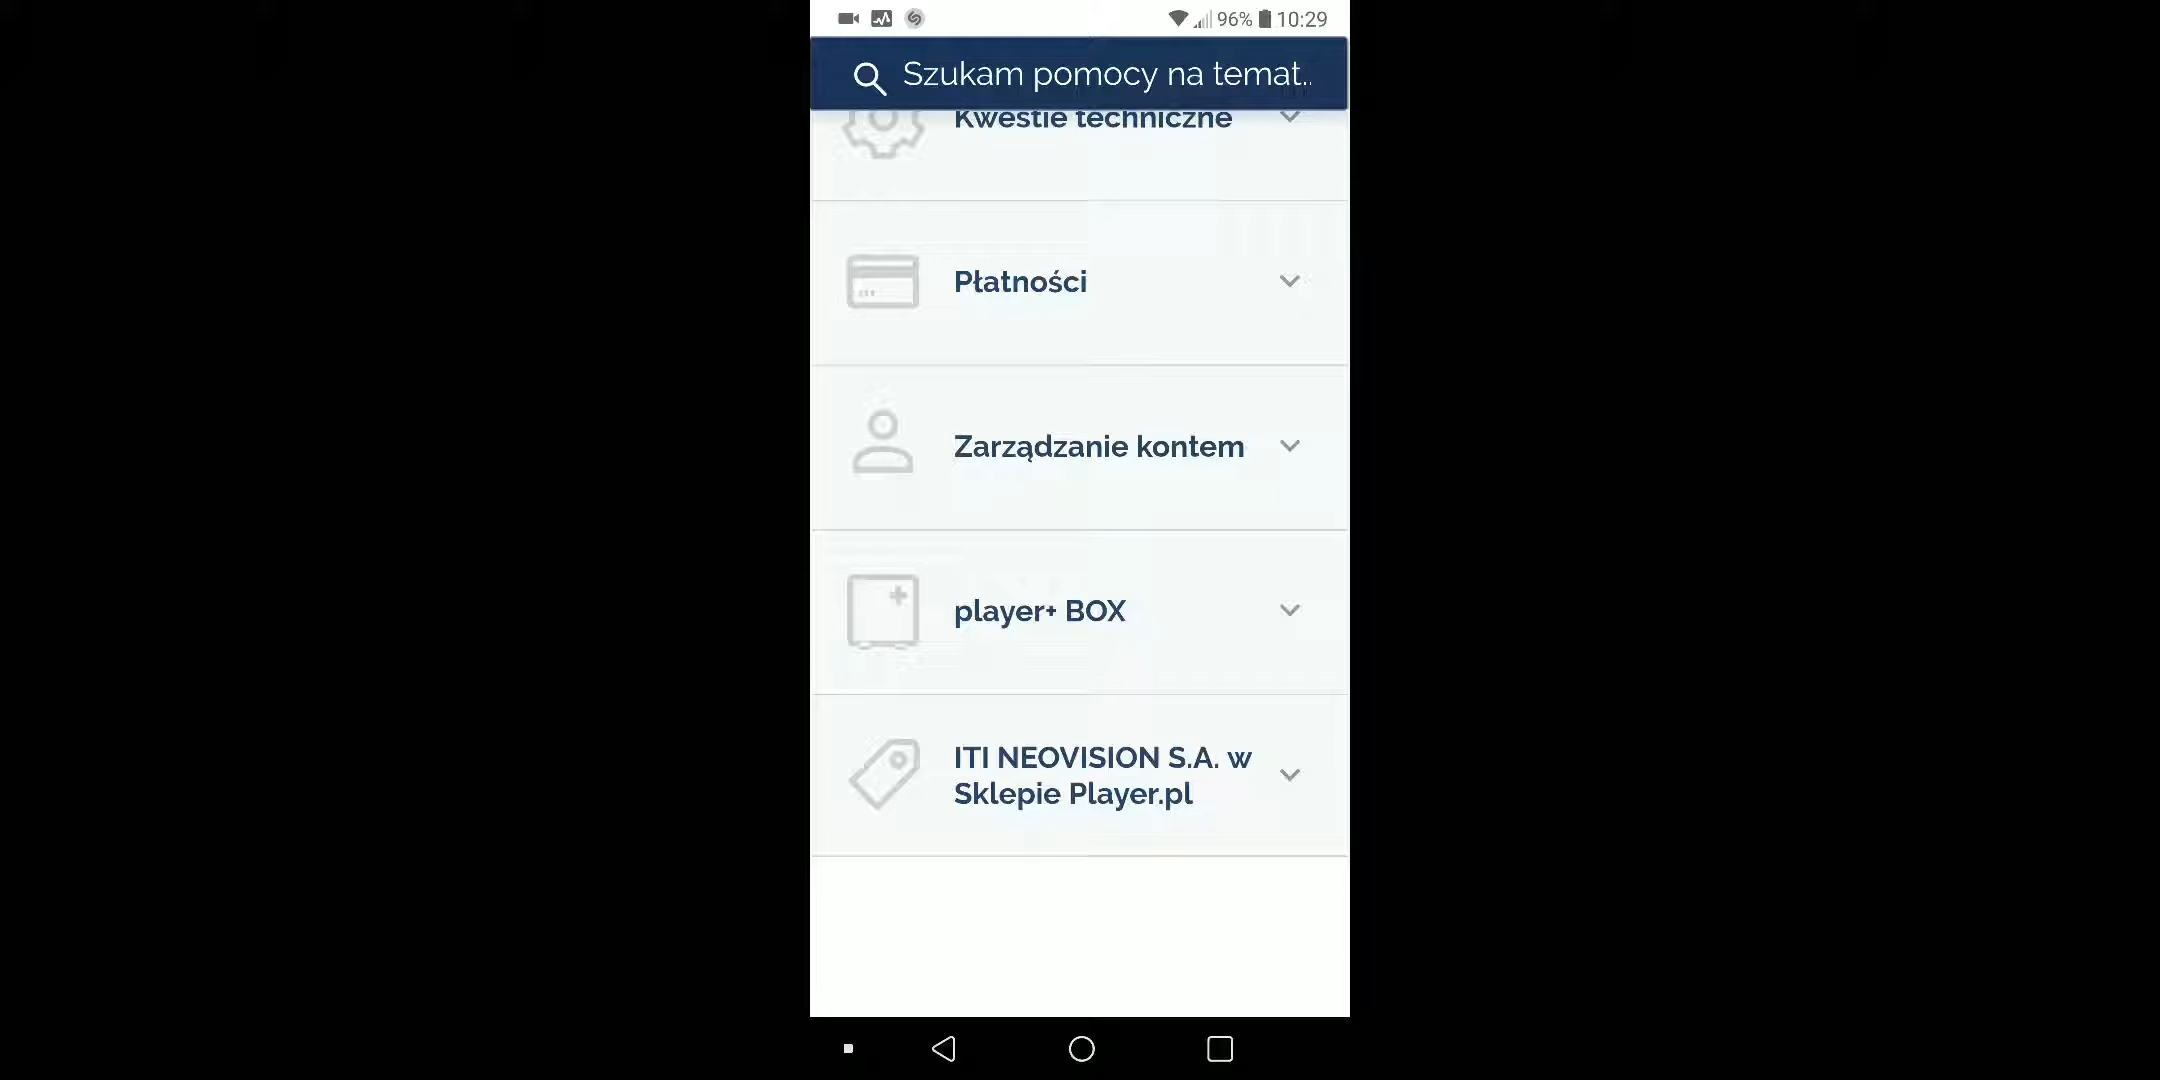 96% 10:29
Szukam pomocy na temat..
Kwestie techniczne
Płatności
Zarządzanie kontem
player+ BOX
ITI NEOVISION S.A. w
Sklepie Player.pl